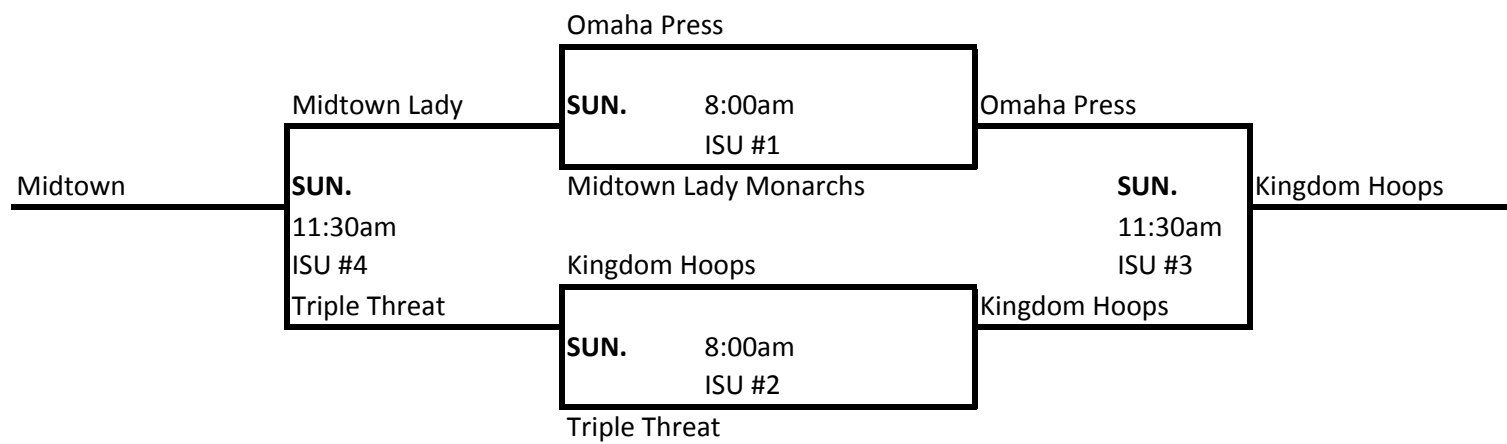 Omaha Press
Midtown Lady SUN. 8:00am Omaha Press
ISU #1
Midtown SUN. Midtown Lady Monarchs SUN. Kingdom Hoops
11:30am 11:30am
ISU #4 Kingdom Hoops ISU #3
Triple Threat Kingdom Hoops
SUN. 8:00am
ISU #2
Triple Threat